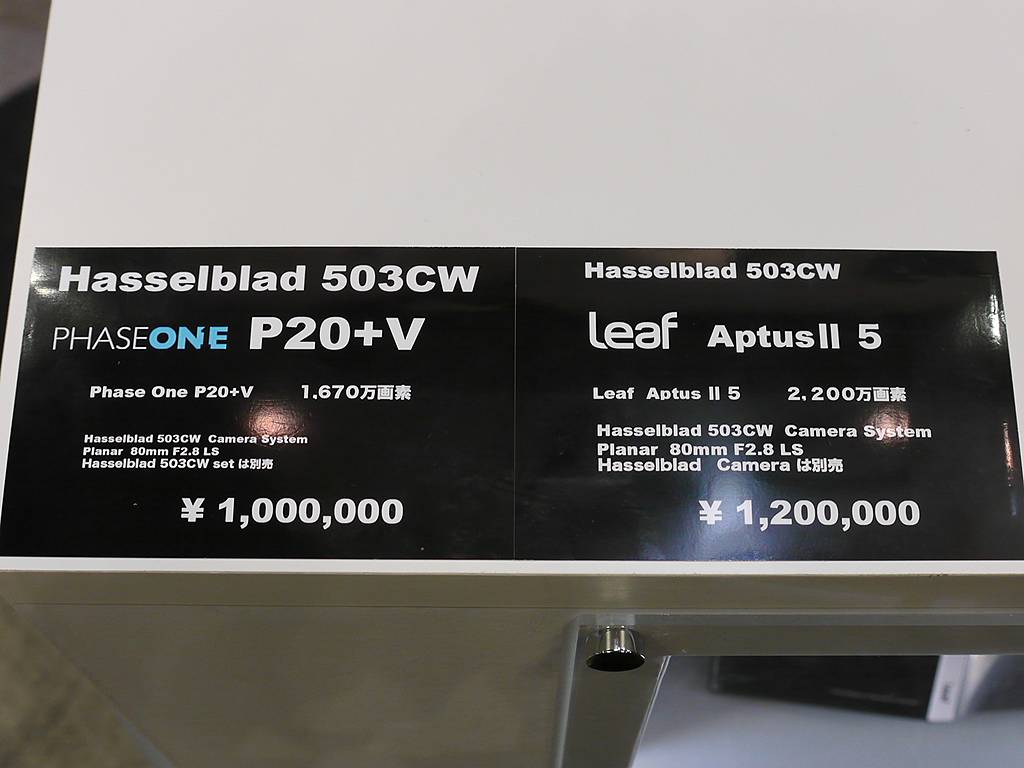 Hasselblad 503CW
PHASEONE P20+V
Phase One P20+V 1,670万画素
Hasselblad 503CW Camera System
Planar 80mm F2.8 LS
Hasselblad 503CW set は別売
¥ 1,000,000
Hasselblad 503CW
leaf AptusII 5
Leaf Aptus II 5 2,200万画素
Hasselblad 503CW Camera System
Planar 80mm F2.8 LS
Hasselblad Camera は別売
¥ 1,200,000